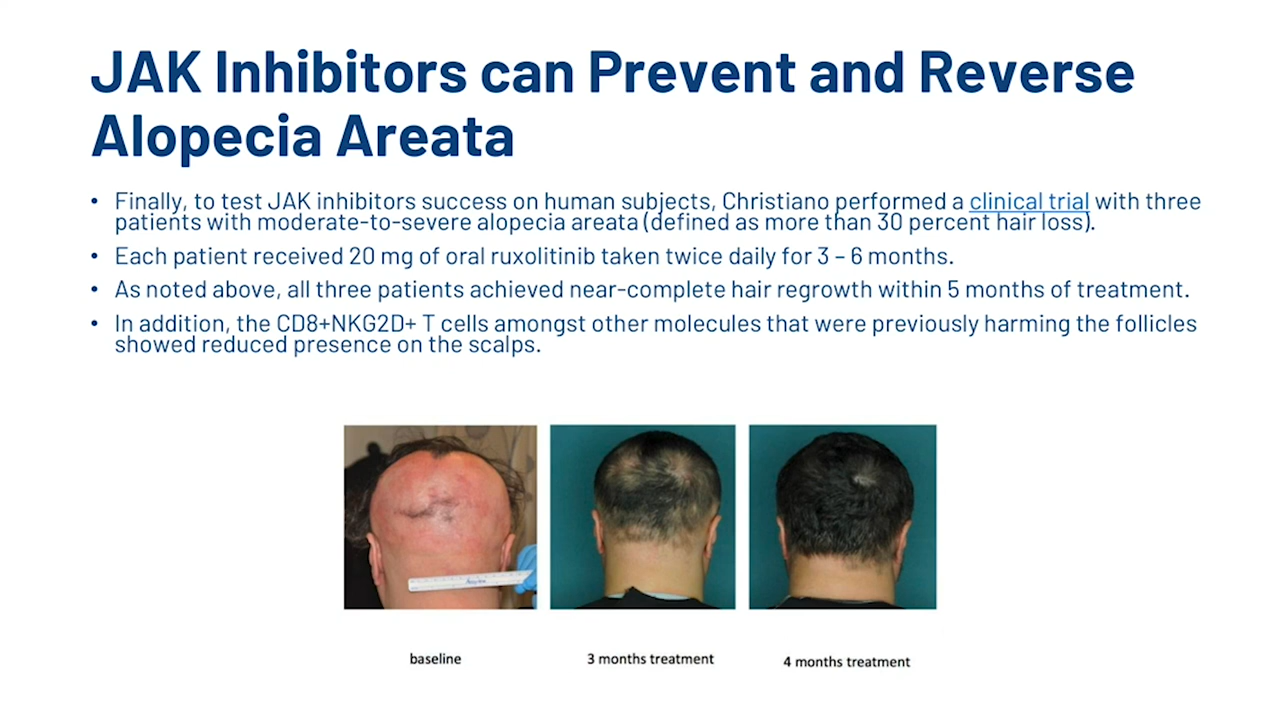 JAK Inhibitors can Prevent and Reverse
Alopecia Areata
• Finally, to test JAK inhibitors success on human subjects, Christiano performed a clinical trial with three
patients with moderate-to-severe alopecia areata (defined as more than 30 percent hair loss).
• Each patient received 20 mg of oral ruxolitinib taken twice daily for 3 – 6 months.
• As noted above, all three patients achieved near-complete hair regrowth within 5 months of treatment.
• In addition, the CD8+NKG2D+ T cells amongst other molecules that were previously harming the follicles
showed reduced presence on the scalps.
baseline
3 months treatment
4 months treatment